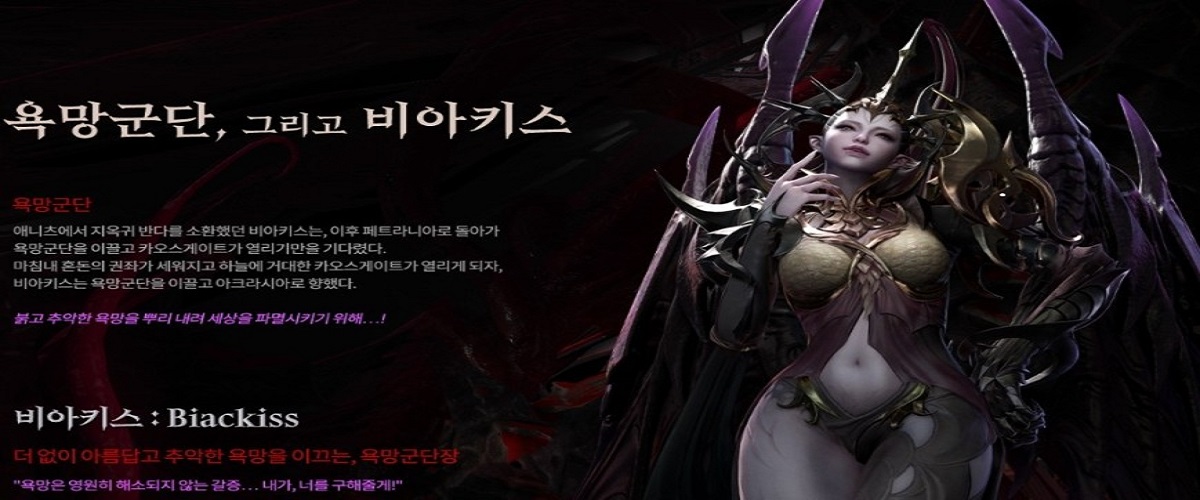 욕망군단, 그리고 비아키스
욕망군단
애니츠에서 지옥귀 반다를 소환했던 비아키스는, 이후 페트라니아로 돌아가
욕망군단을 이끌고 카오스게이트가 열리기만을 기다렸다.
마침내 혼돈의 권좌가 세워지고 하늘에 거대한 카오스게이트가 열리게 되자,
비아키스는 욕망군단을 이끌고 아크라시아로 향했다.
붉고 추악한 욕망을 뿌리 내려 세상을 파멸시키기 위해...!
비아키스 : Biackiss
더 없이 아름답고 추악한 욕망을 이끄는, 욕망군단장
"욕망은 영원히 해소되지 않는 갈증... 내가, 너를 구해줄게!"